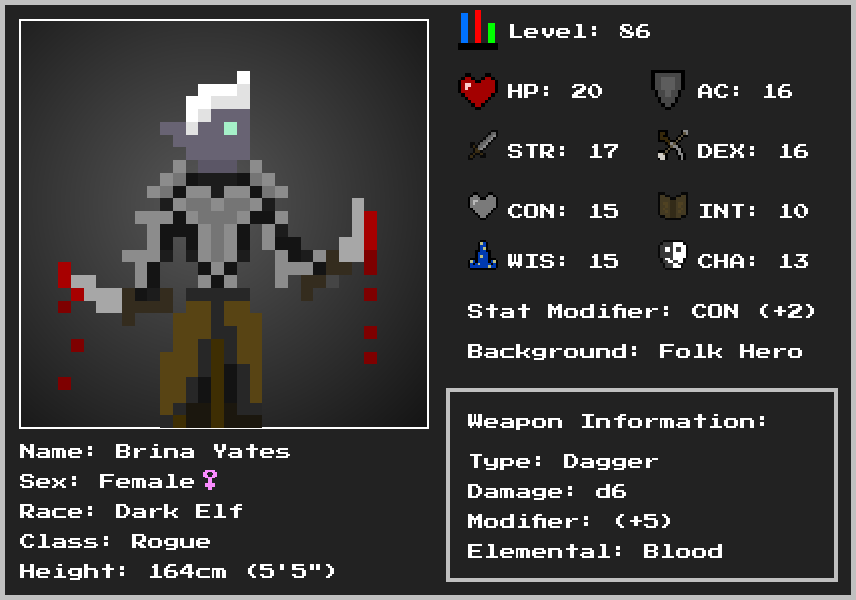 Level: 86
HP: 20
AC: 16
STR: 17
DEX: 16
CON: 15
INT: 10
WIS: 15
CHA: 13
Stat Modifier: CON (+2)
Background: Folk Hero
Weapon Information:
Type: Dagger
Damage: d6
Modifier: (+5)
Elemental: Blood
Name: Brina Yates
Sex: Female♀
Race: Dark Elf
Class: Rogue
Height: 164cm (5'5")